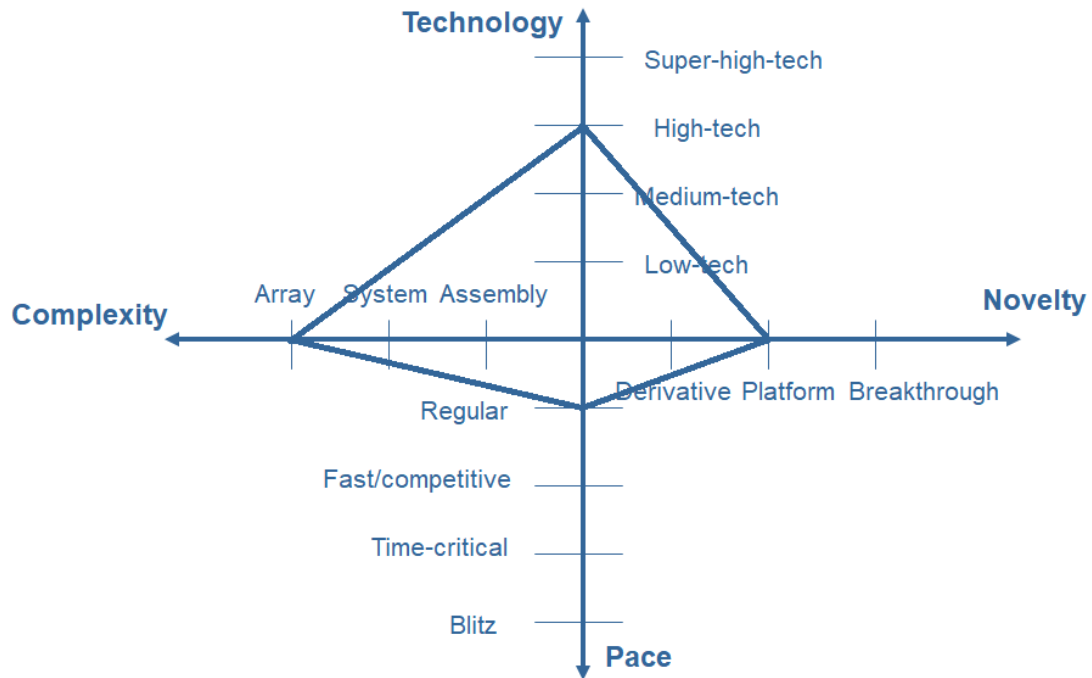 Technology
Super-high-tech
High-tech
Medium-tech
Low-tech
Array System Assembly
Complexity
Novelty
Derivative Platform Breakthrough
Regular
Fast/competitive
Time-critical
Blitz
Pace